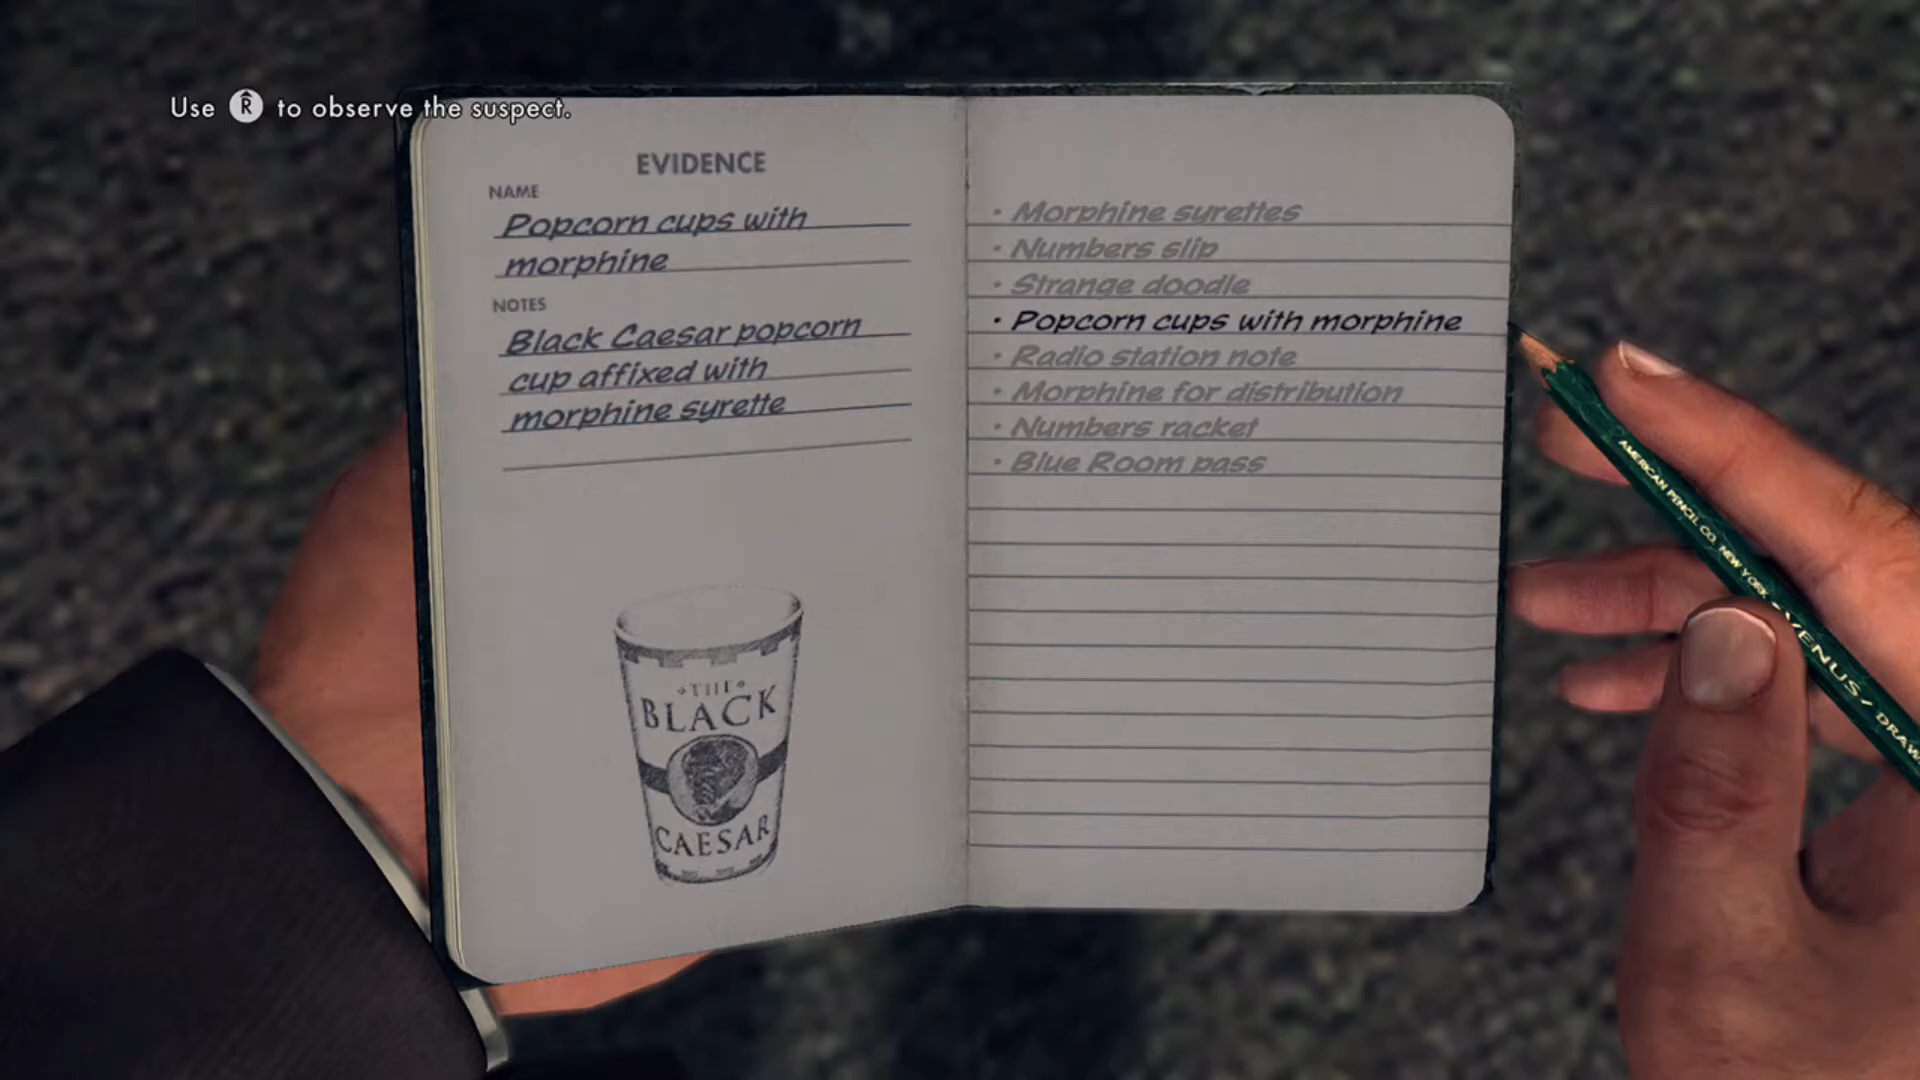 Use R to observe the suspect.
EVIDENCE
NAME
Popcorn cups with
morphine
NOTES
Black Caesar popcorn
cup affixed with
morphine syrette
THE
BLACK
CAESAR
• Morphine syrettes
• Numbers slip
• Strange doodle
• Popcorn cups with morphine
• Radio station note
• Morphine for distribution
• Numbers racket
• Blue Room pass
AMERICAN PENCIL CO. NEW YORK VENUS / DRAW